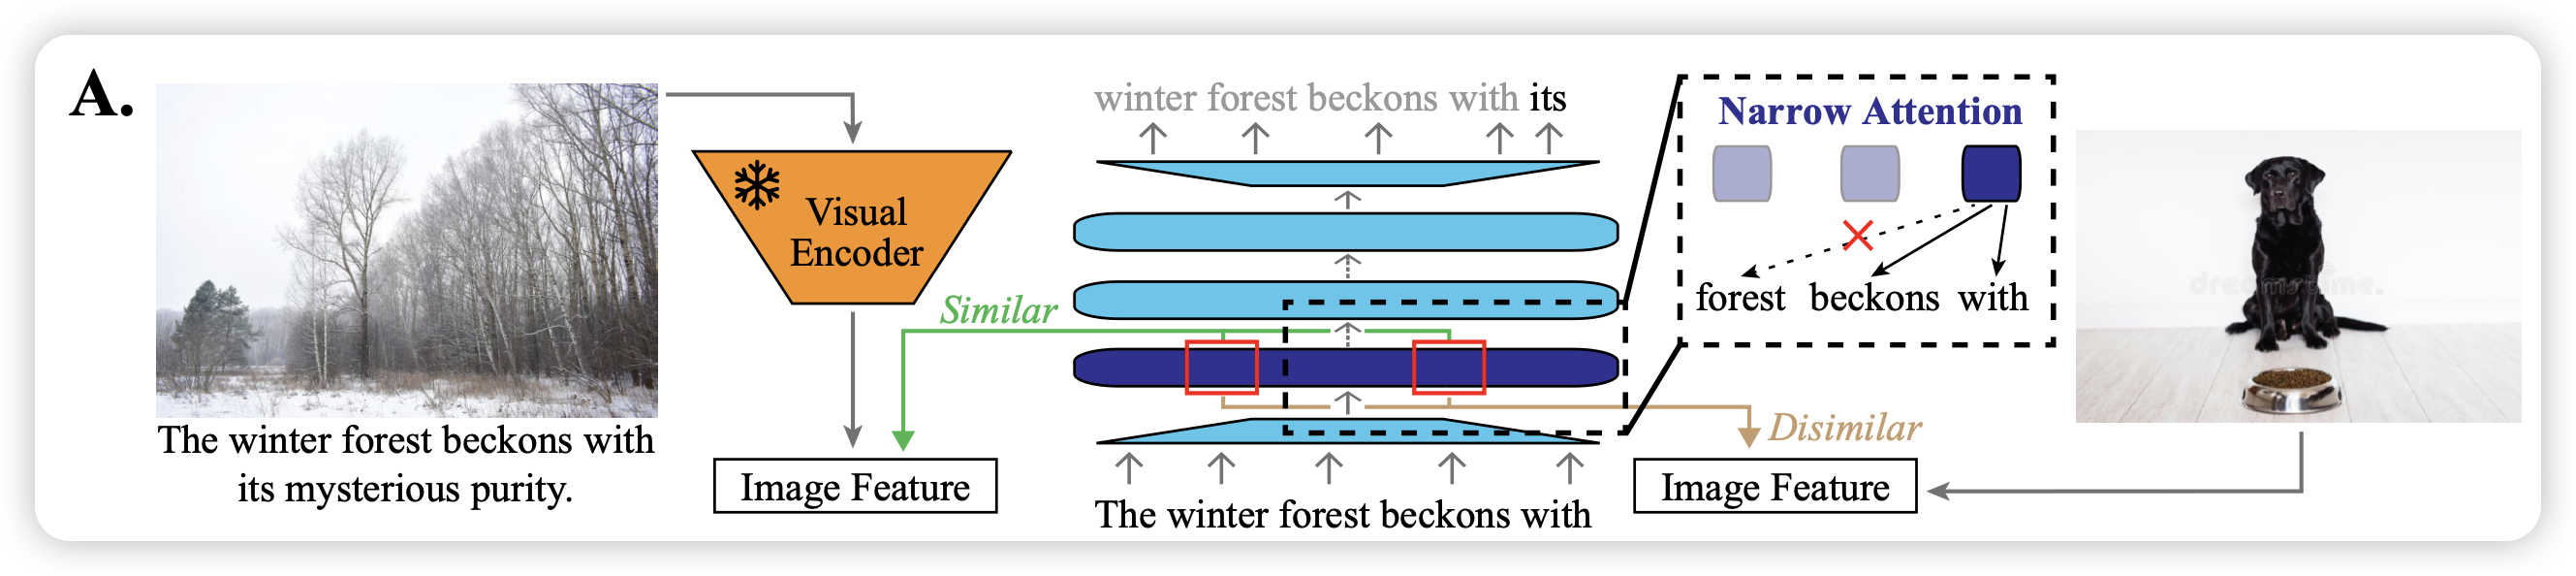 A.
The winter forest beckons with
its mysterious purity.
Visual
Encoder
Image Feature
Similar
winter forest beckons with its
The winter forest beckons with
Narrow Attention
forest beckons with
Disimilar
Image Feature
dreamstime.